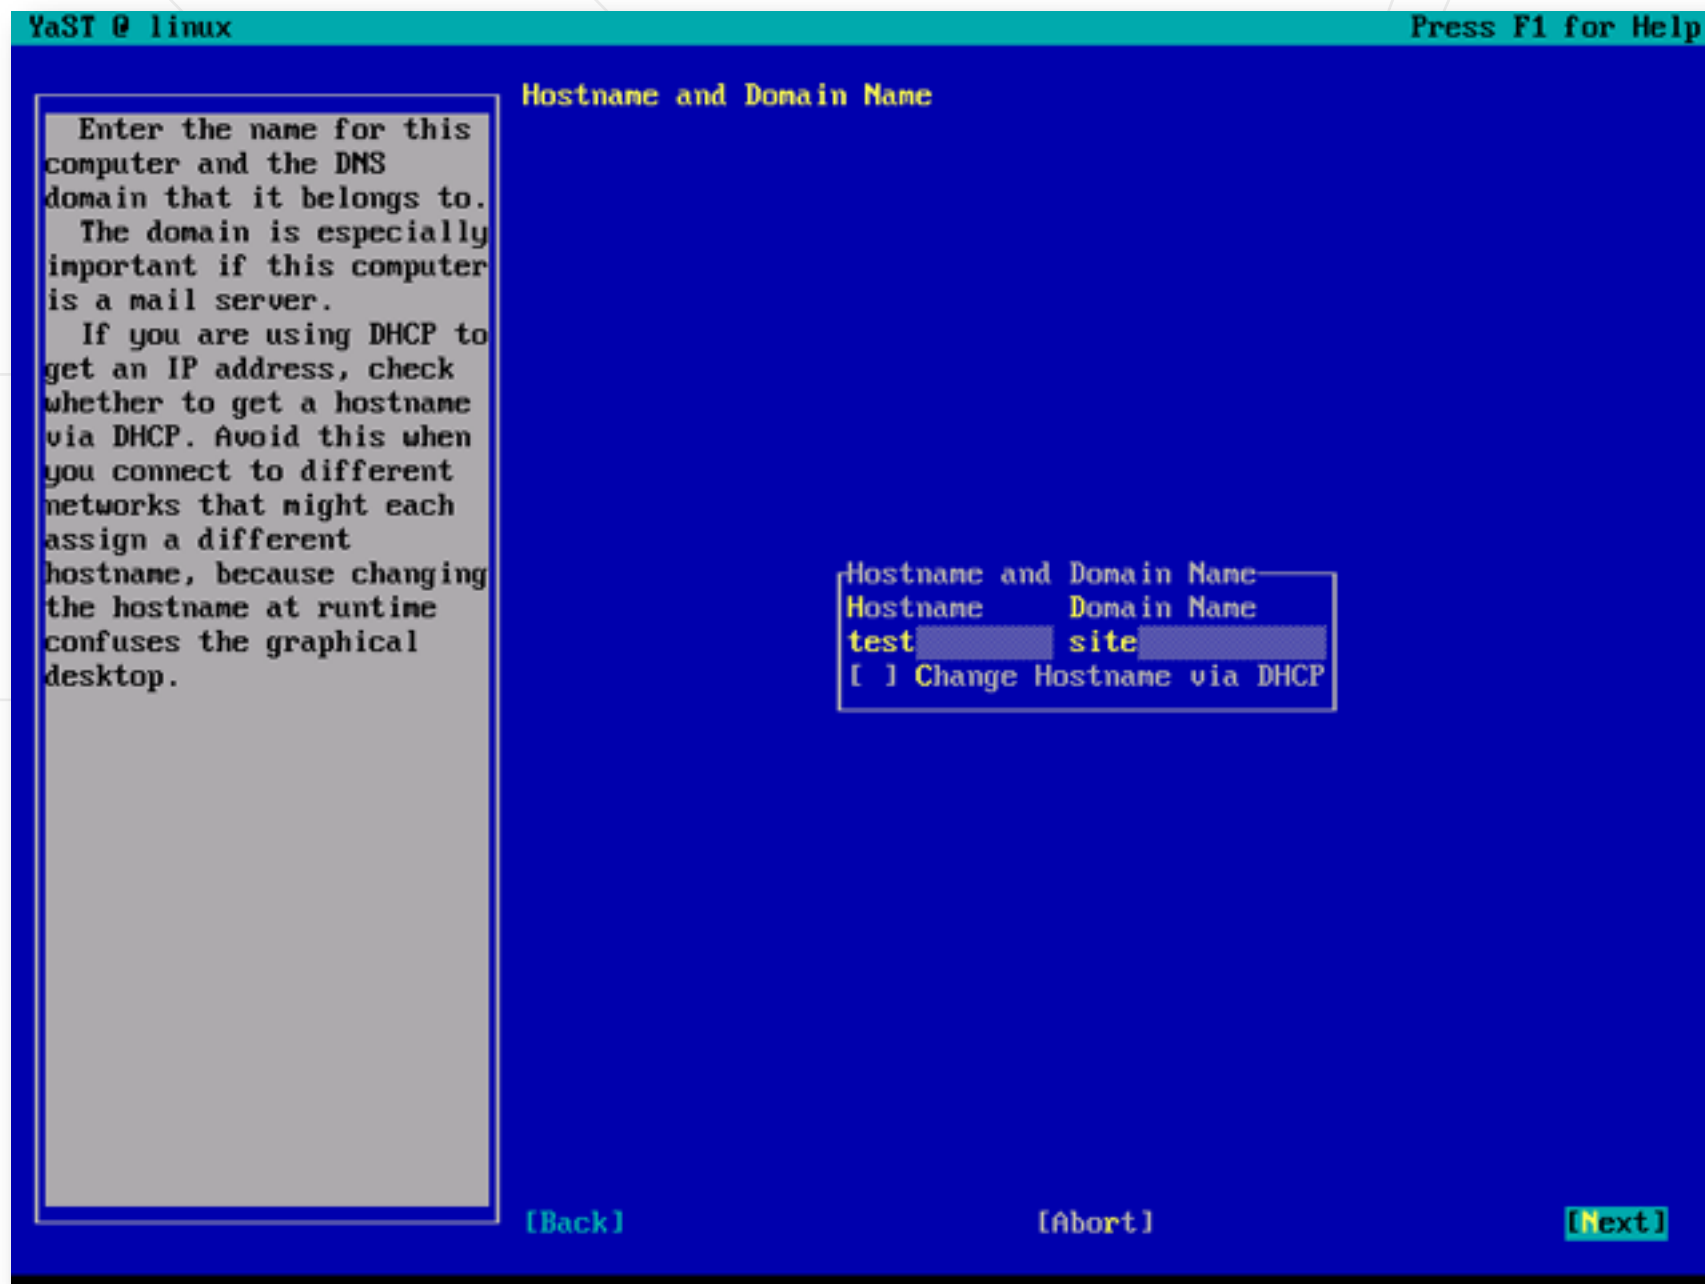 YaST @ linux
Press F1 for Help
Hostname and Domain Name
Enter the name for this
computer and the DNS
domain that it belongs to.
The domain is especially
important if this computer
is a mail server.
If you are using DHCP to
get an IP address, check
whether to get a hostname
via DHCP. Avoid this when
you connect to different
networks that might each
assign a different
hostname, because changing
the hostname at runtime
confuses the graphical
desktop.
Hostname and Domain Name
Hostname Domain Name
test site
[ ] Change Hostname via DHCP
[Back] [Abort] [Next]